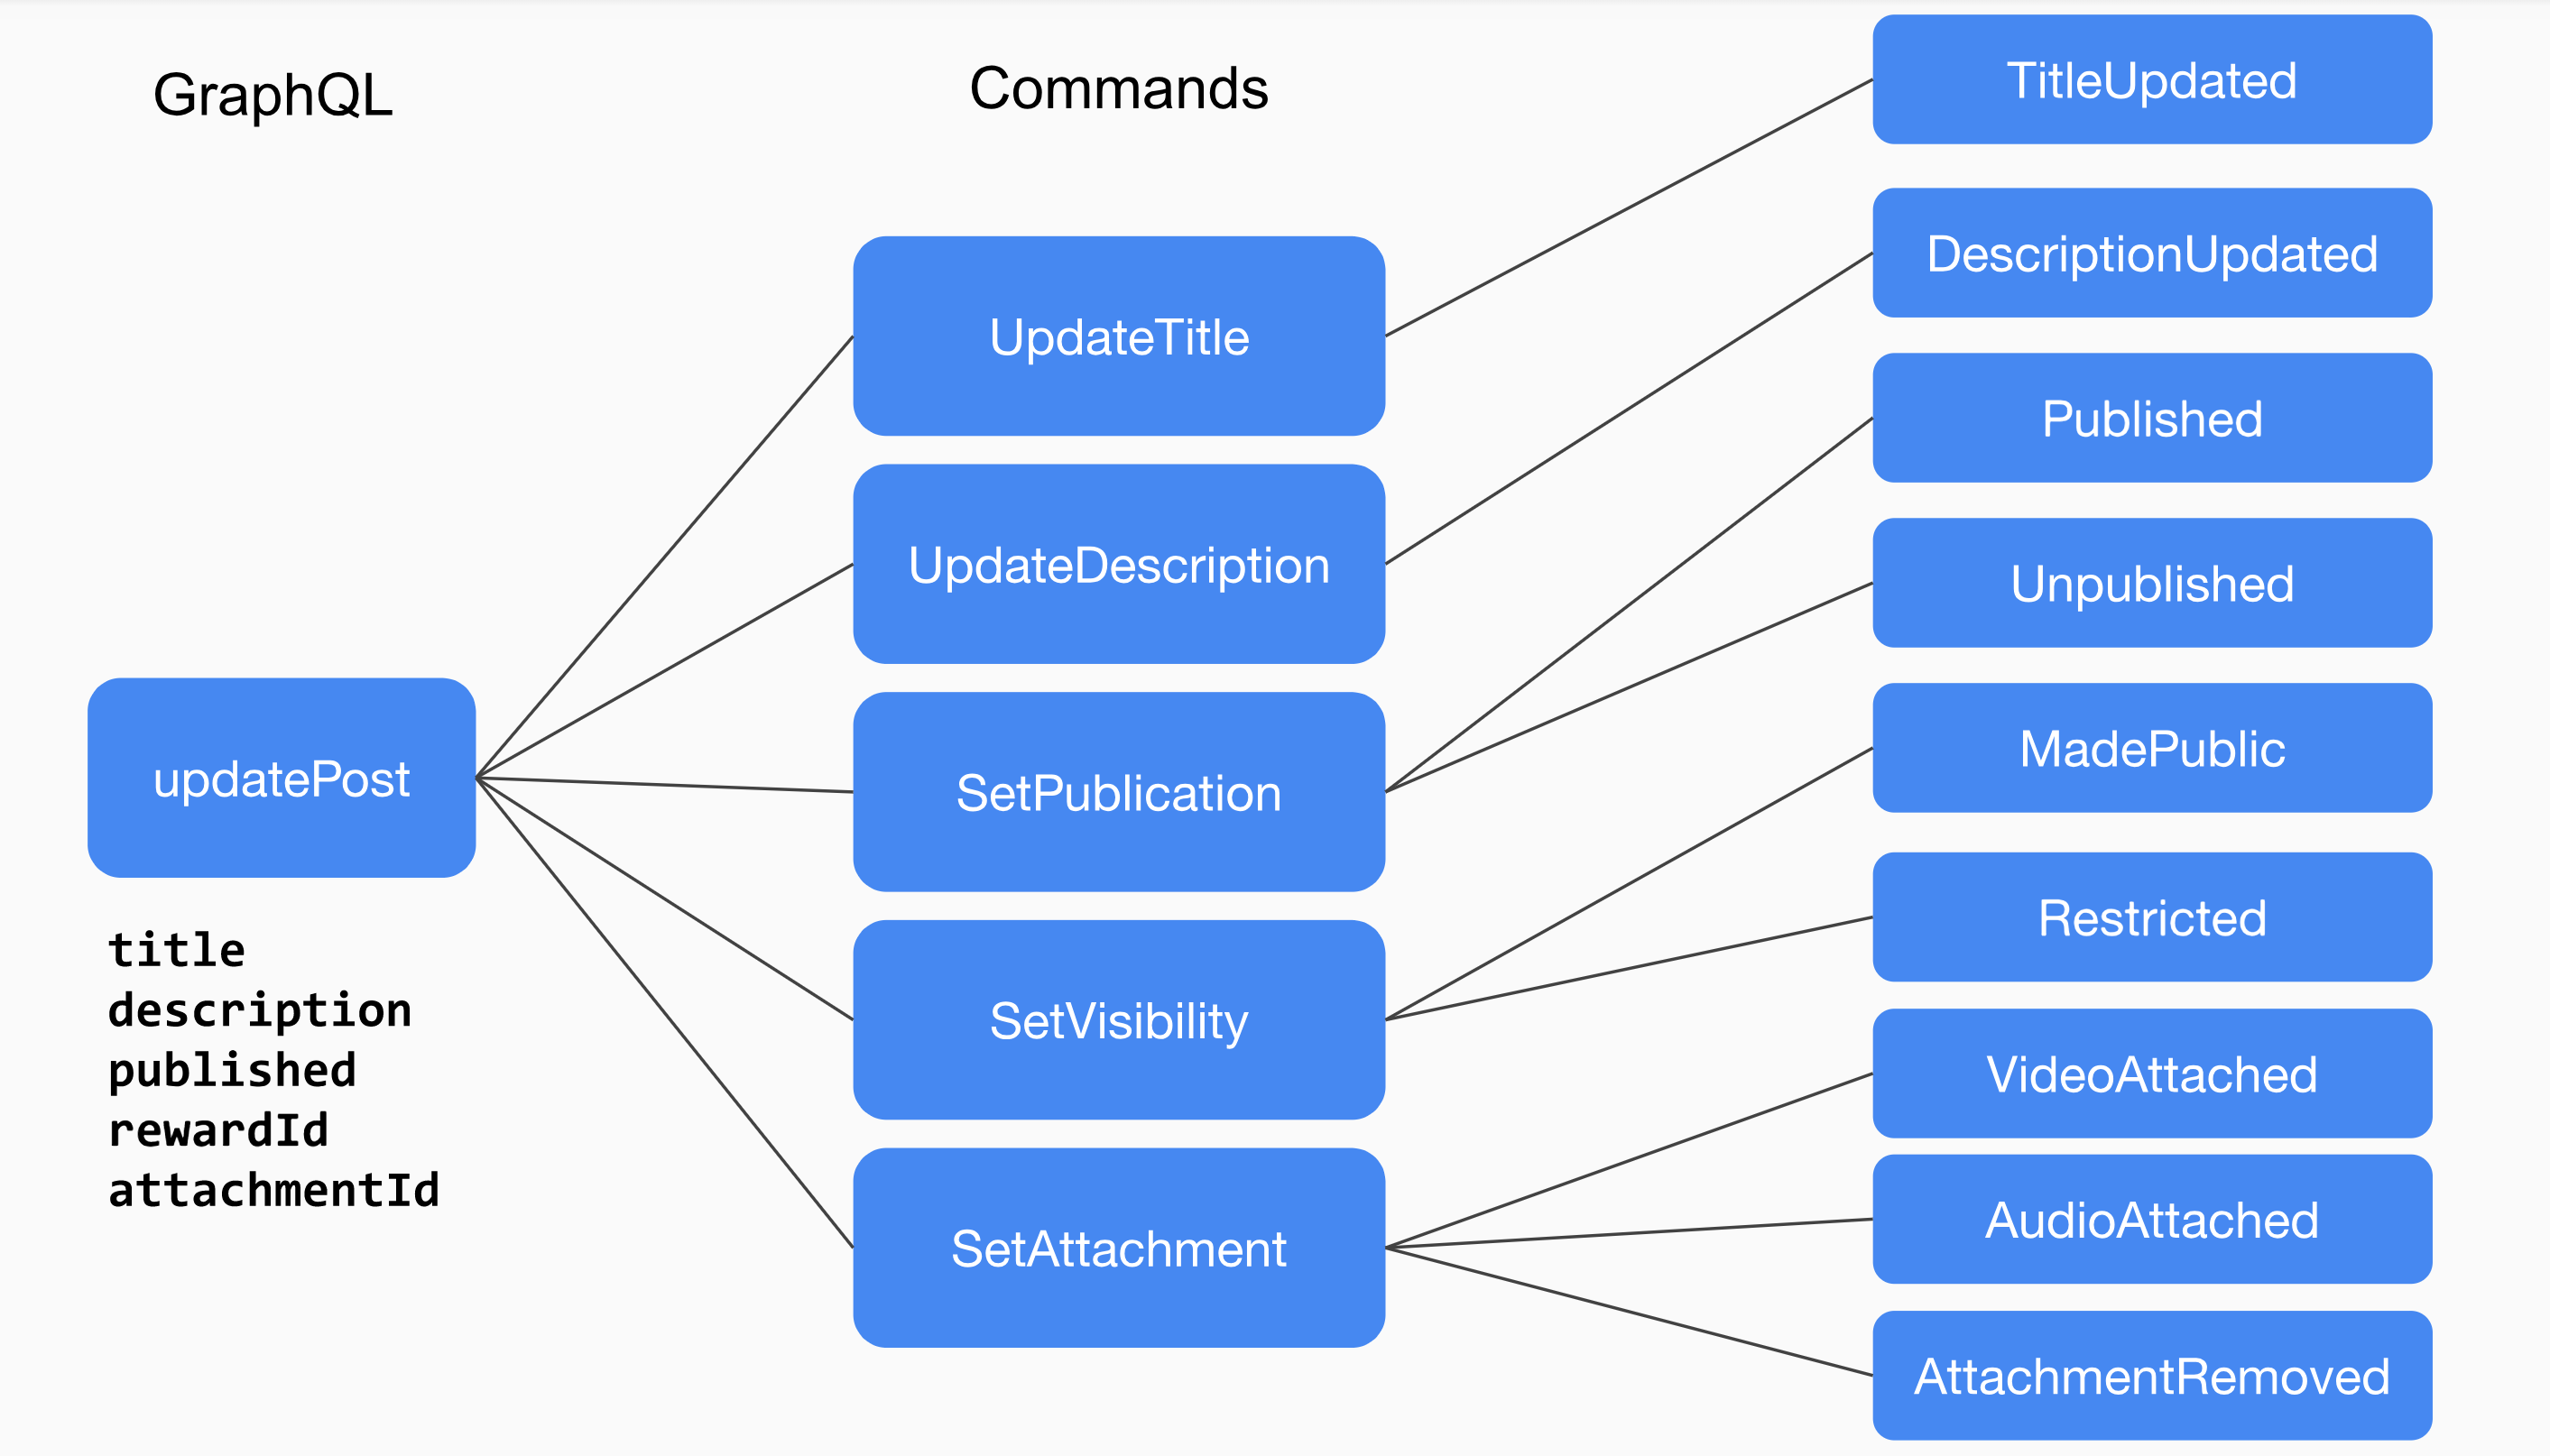 GraphQL
Commands
updatePost
title
description
published
rewardId
attachmentId
UpdateTitle
UpdateDescription
SetPublication
SetVisibility
SetAttachment
TitleUpdated
DescriptionUpdated
Published
Unpublished
MadePublic
Restricted
VideoAttached
AudioAttached
AttachmentRemoved